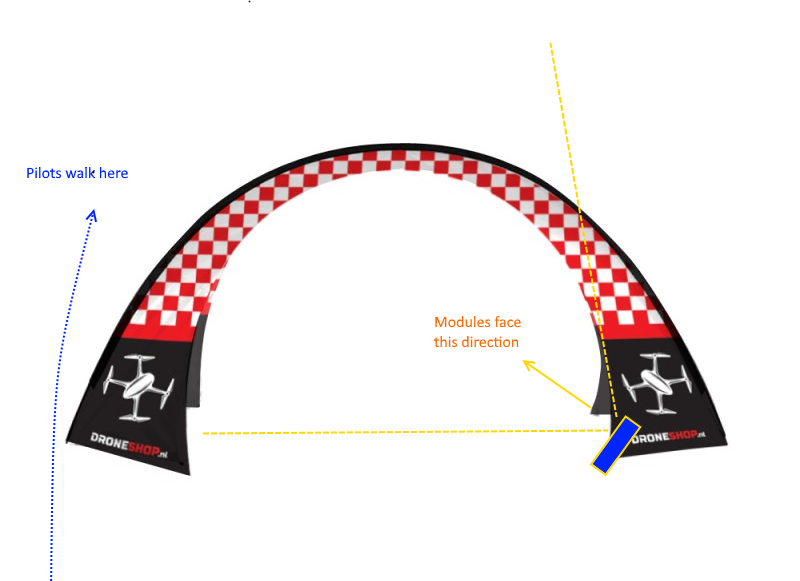 Pilots walk here
Modules face
this direction
DRONESHOP.nl
DRONESHOP.nl